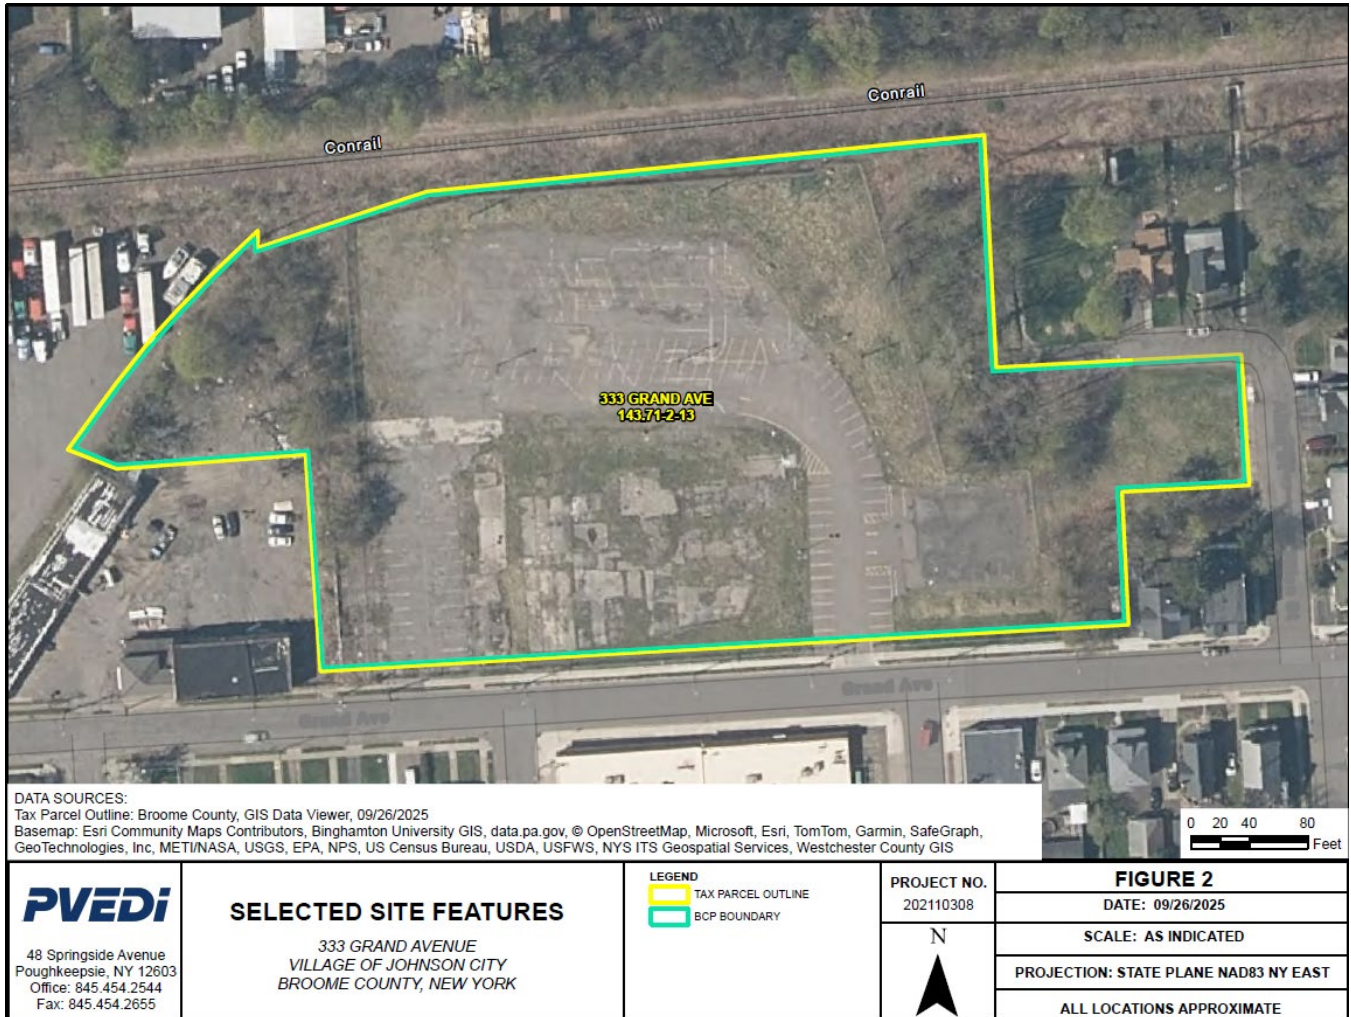 Conrail
Conrail
333 GRAND AVE
143.71-2-13
Grand Ave
Grand Ave
DATA SOURCES:
Tax Parcel Outline: Broome County, GIS Data Viewer, 09/26/2025
Basemap: Esri Community Maps Contributors, Binghamton University GIS, data.pa.gov, © OpenStreetMap, Microsoft, Esri, TomTom, Garmin, SafeGraph,
GeoTechnologies, Inc, METI/NASA, USGS, EPA, NPS, US Census Bureau, USDA, USFWS, NYS ITS Geospatial Services, Westchester County GIS
0 20 40 80
Feet
PVEDi
48 Springside Avenue
Poughkeepsie, NY 12603
Office: 845.454.2544
Fax: 845.454.2655
SELECTED SITE FEATURES
333 GRAND AVENUE
VILLAGE OF JOHNSON CITY
BROOME COUNTY, NEW YORK
LEGEND
TAX PARCEL OUTLINE
BCP BOUNDARY
PROJECT NO.
202110308
N
FIGURE 2
DATE: 09/26/2025
SCALE: AS INDICATED
PROJECTION: STATE PLANE NAD83 NY EAST
ALL LOCATIONS APPROXIMATE